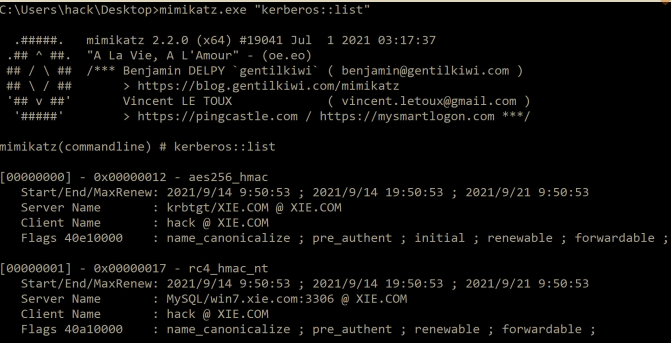 C:\Users\hack\Desktop>mimikatz.exe "kerberos::list"
.#####. mimikatz 2.2.0 (x64) #19041 Jul 1 2021 03:17:37
.## ^ ##. "A La Vie, A L'Amour" - (oe.eo)
## / \ ## /*** Benjamin DELPY `gentilkiwi` ( benjamin@gentilkiwi.com )
## \ / ## > https://blog.gentilkiwi.com/mimikatz
'## v ##' Vincent LE TOUX ( vincent.letoux@gmail.com )
'#####' > https://pingcastle.com / https://mysmartlogon.com ***/
mimikatz(commandline) # kerberos::list
[00000000] - 0x00000012 - aes256_hmac
Start/End/MaxRenew: 2021/9/14 9:50:53 ; 2021/9/14 19:50:53 ; 2021/9/21 9:50:53
Server Name : krbtgt/XIE.COM @ XIE.COM
Client Name : hack @ XIE.COM
Flags 40e10000 : name_canonicalize ; pre_authent ; initial ; renewable ; forwardable ;
[00000001] - 0x00000017 - rc4_hmac_nt
Start/End/MaxRenew: 2021/9/14 9:50:53 ; 2021/9/14 19:50:53 ; 2021/9/21 9:50:53
Server Name : MySQL/win7.xie.com:3306 @ XIE.COM
Client Name : hack @ XIE.COM
Flags 40a10000 : name_canonicalize ; pre_authent ; renewable ; forwardable ;